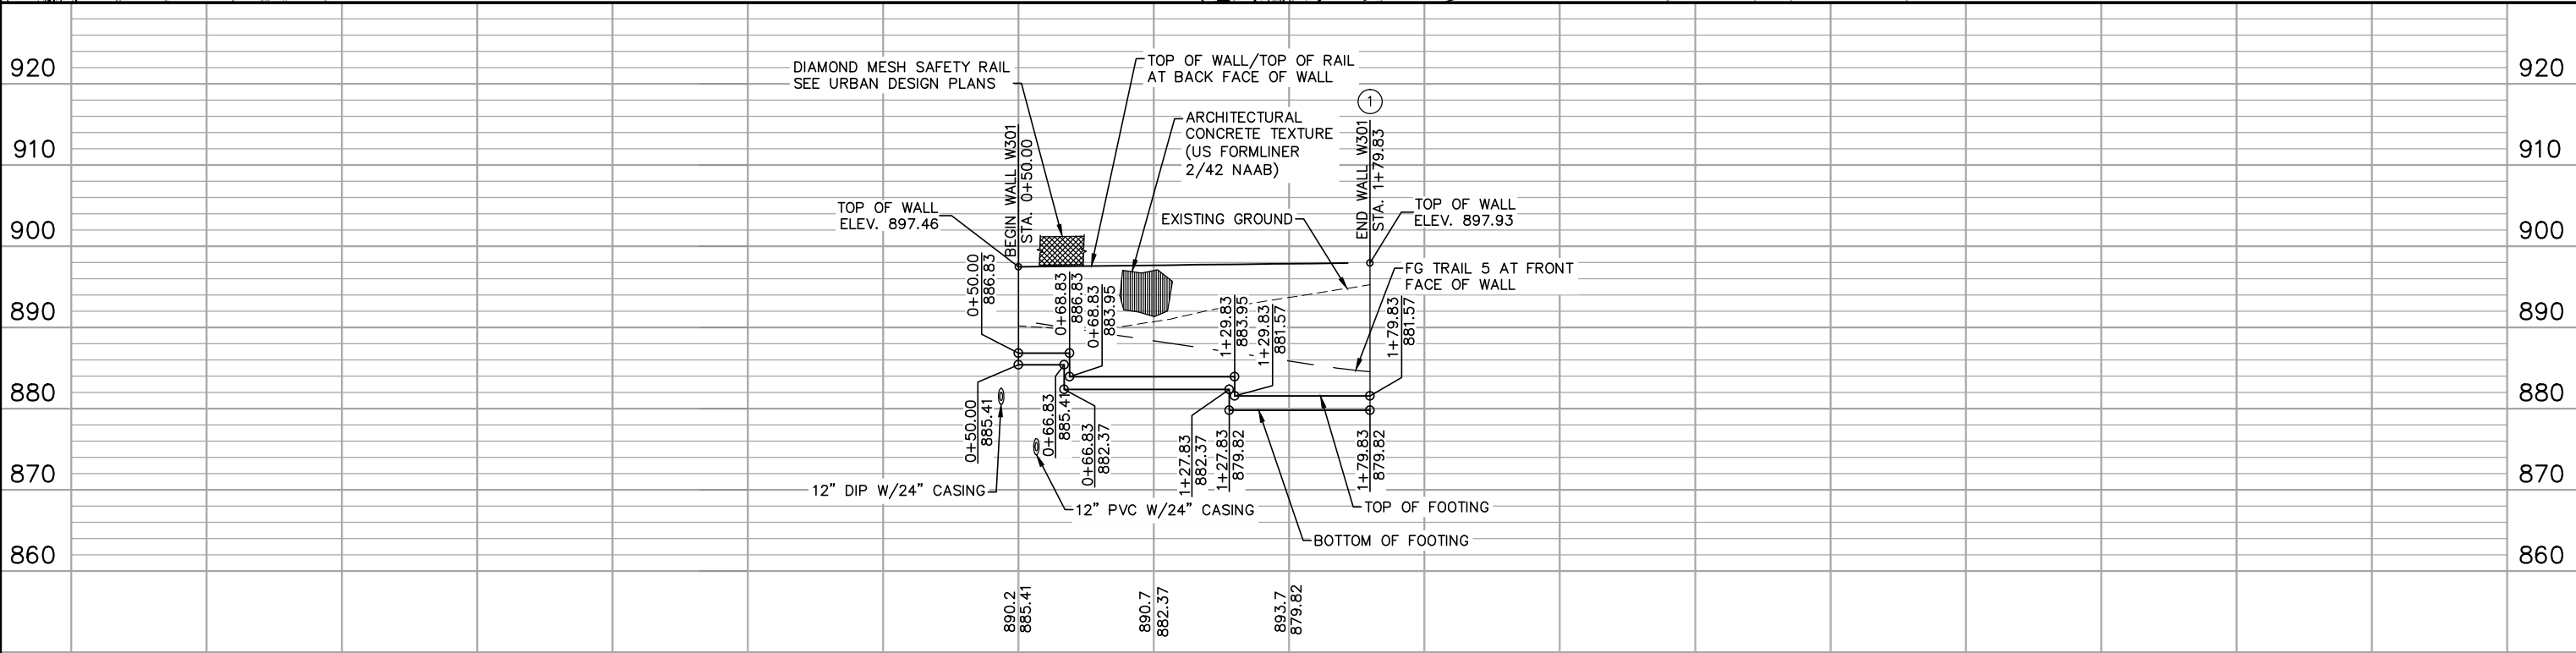 920
910
900
890
880
870
860
DIAMOND MESH SAFETY RAIL
SEE URBAN DESIGN PLANS
TOP OF WALL/TOP OF RAIL
AT BACK FACE OF WALL
ARCHITECTURAL
CONCRETE TEXTURE
(US FORMLINER
2/42 NAAB)
1
BEGIN WALL W301
STA. 0+50.00
END WALL W301
STA. 1+79.83
TOP OF WALL
ELEV. 897.46
EXISTING GROUND
TOP OF WALL
ELEV. 897.93
FG TRAIL 5 AT FRONT
FACE OF WALL
0+50.00
886.83
0+68.83
886.83
0+68.83
883.95
1+29.83
883.95
1+29.83
881.57
1+79.83
881.57
0+50.00
885.41
0+66.83
885.41
0+66.83
882.37
1+27.83
882.37
1+27.83
879.82
1+79.83
879.82
12" DIP W/24" CASING
12" PVC W/24" CASING
TOP OF FOOTING
BOTTOM OF FOOTING
890.2
885.41
890.7
882.37
893.7
879.82
920
910
900
890
880
870
860